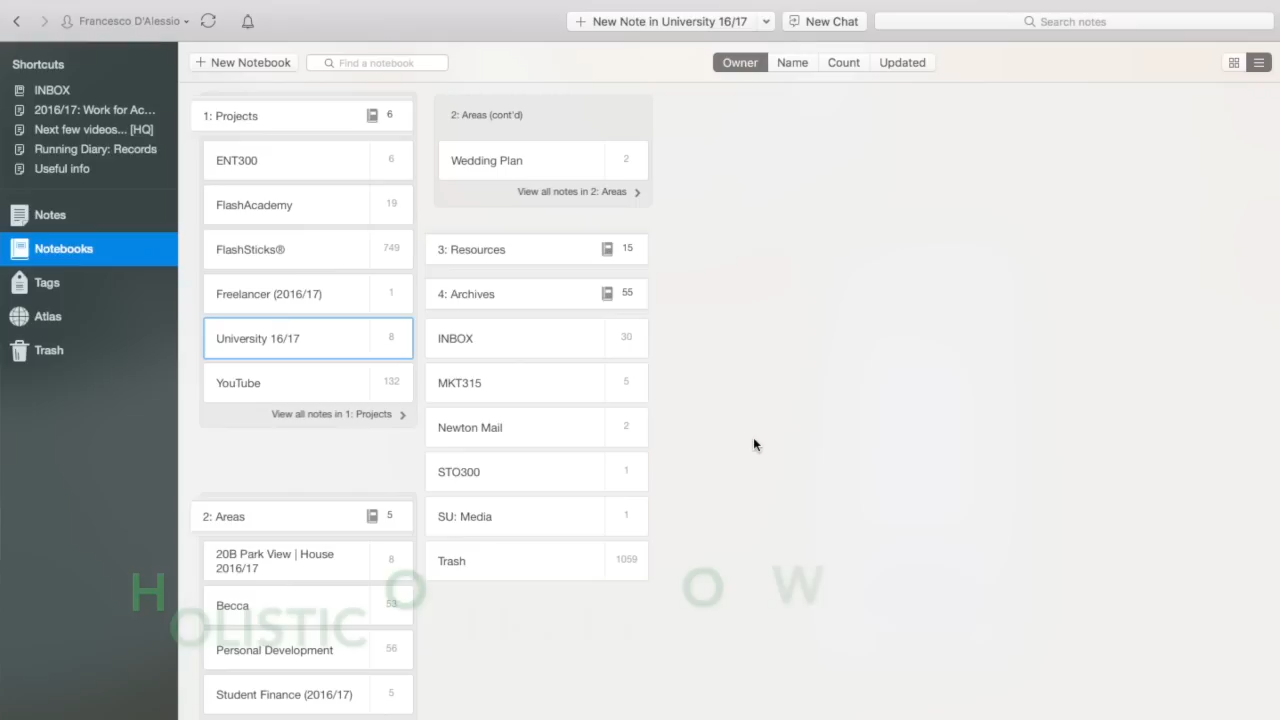 Francesco D'Alessio
New Note in University 16/17
New Chat
Search notes
Shortcuts
INBOX
2016/17: Work for Ac...
Next few videos... [HQ]
Running Diary: Records
Useful info
Notes
Notebooks
Tags
Atlas
Trash
New Notebook
Find a notebook
Owner
Name
Count
Updated
1: Projects 6
ENT300 6
FlashAcademy 19
FlashSticks® 749
Freelancer (2016/17) 1
University 16/17 8
YouTube 132
View all notes in 1: Projects
2: Areas 5
20B Park View | House
2016/17 8
Becca 53
Personal Development 56
Student Finance (2016/17) 5
2: Areas (cont'd)
Wedding Plan 2
View all notes in 2: Areas
3: Resources 15
4: Archives 55
INBOX 30
MKT315 5
Newton Mail 2
STO300 1
SU: Media 1
Trash 1059
H O O W
OLISTIC